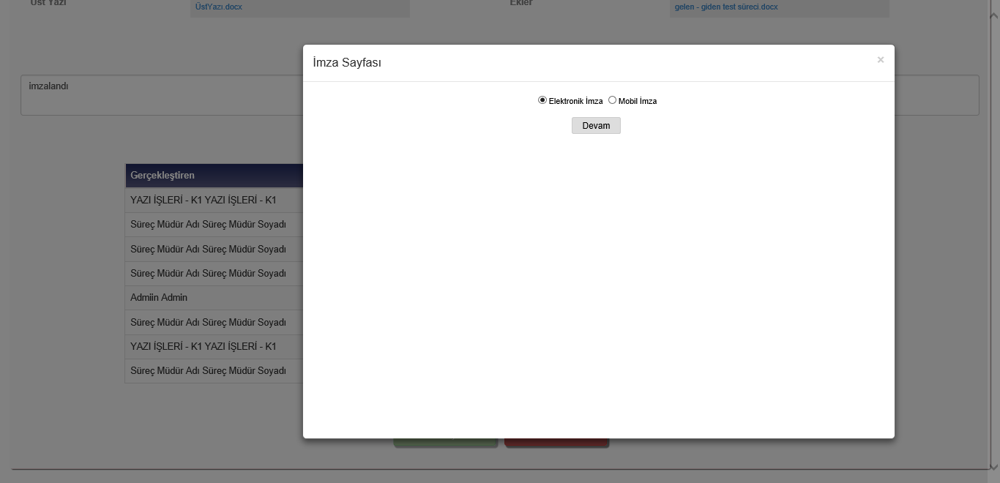 Üst Yazı
ÜstYazı.docx
Ekler
gelen - giden test süreci.docx
İmza Sayfası
×
imzalandı
Elektronik İmza
Mobil İmza
Devam
Gerçekleştiren
YAZI İŞLERİ - K1 YAZI İŞLERİ - K1
Süreç Müdür Adı Süreç Müdür Soyadı
Süreç Müdür Adı Süreç Müdür Soyadı
Süreç Müdür Adı Süreç Müdür Soyadı
Admiin Admin
Süreç Müdür Adı Süreç Müdür Soyadı
YAZI İŞLERİ - K1 YAZI İŞLERİ - K1
Süreç Müdür Adı Süreç Müdür Soyadı